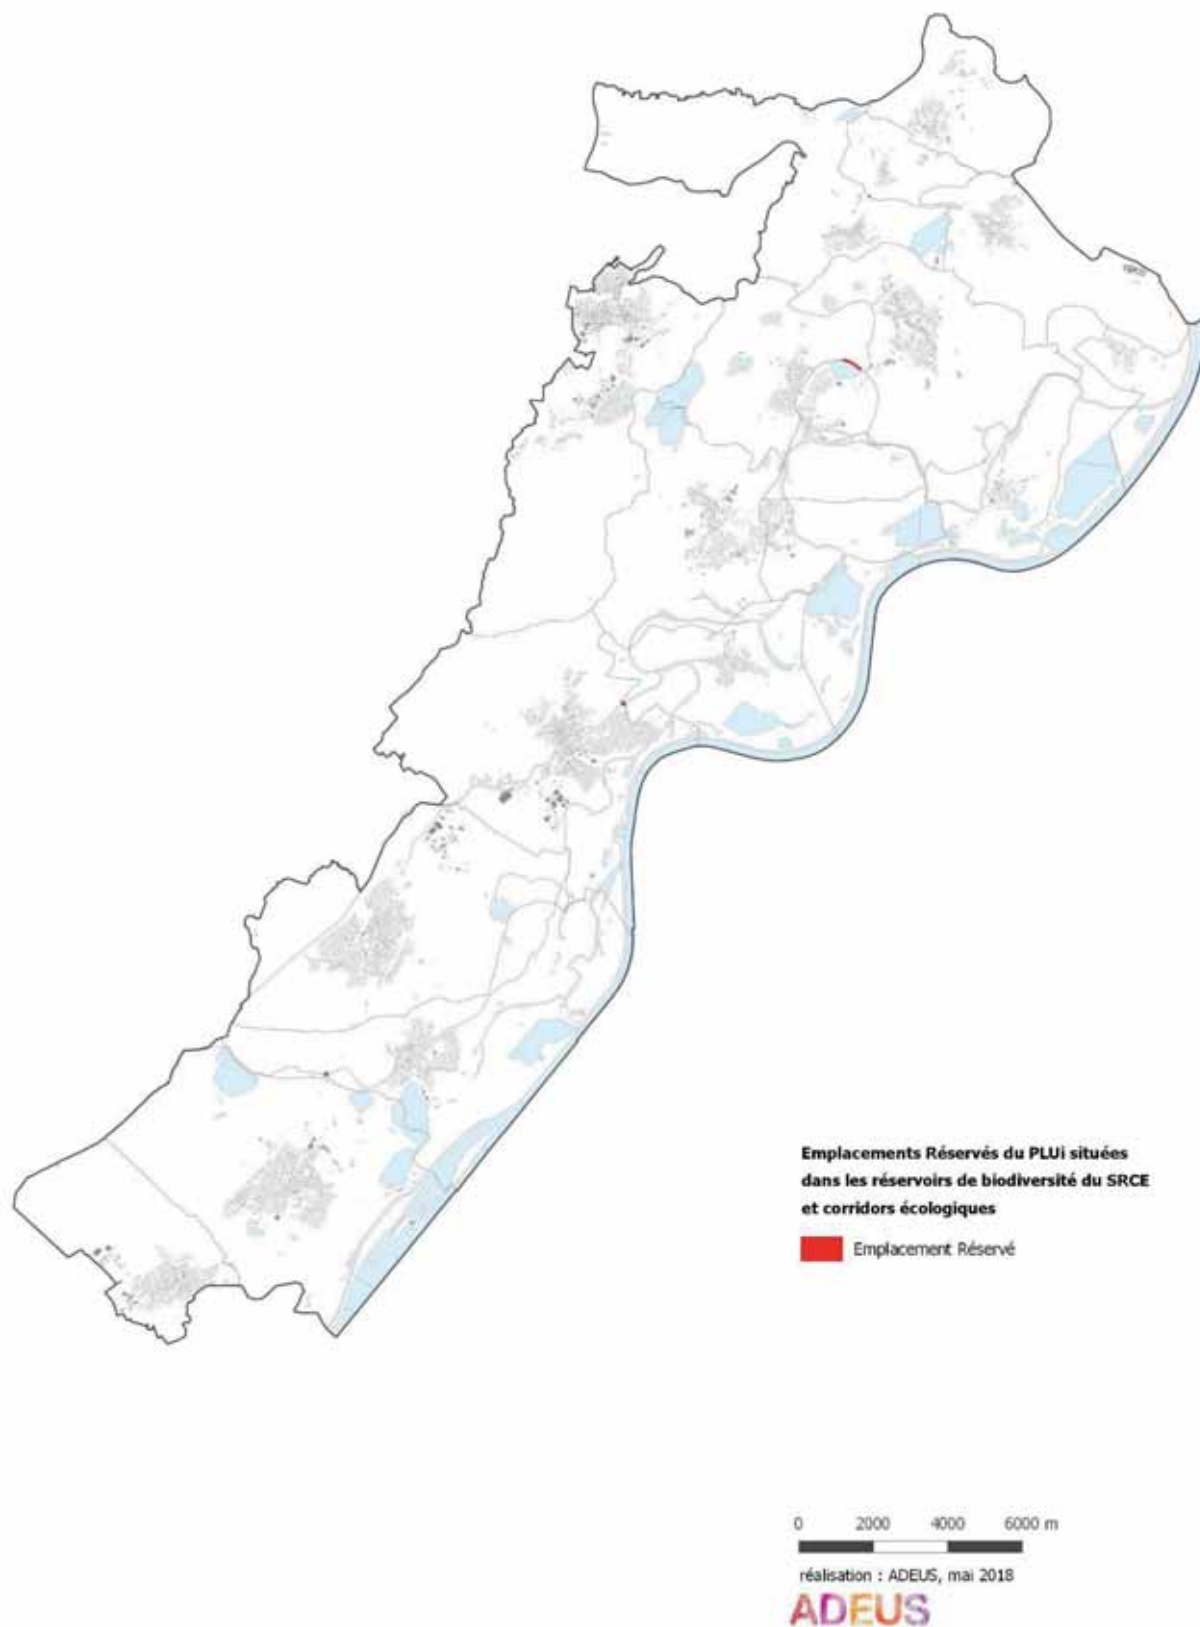 Emplacements Réservés du PLUi situées
dans les réservoirs de biodiversité du SRCE
et corridors écologiques
Emplacement Réservé
0 2000 4000 6000 m
réalisation : ADEUS, mai 2018
ADEUS